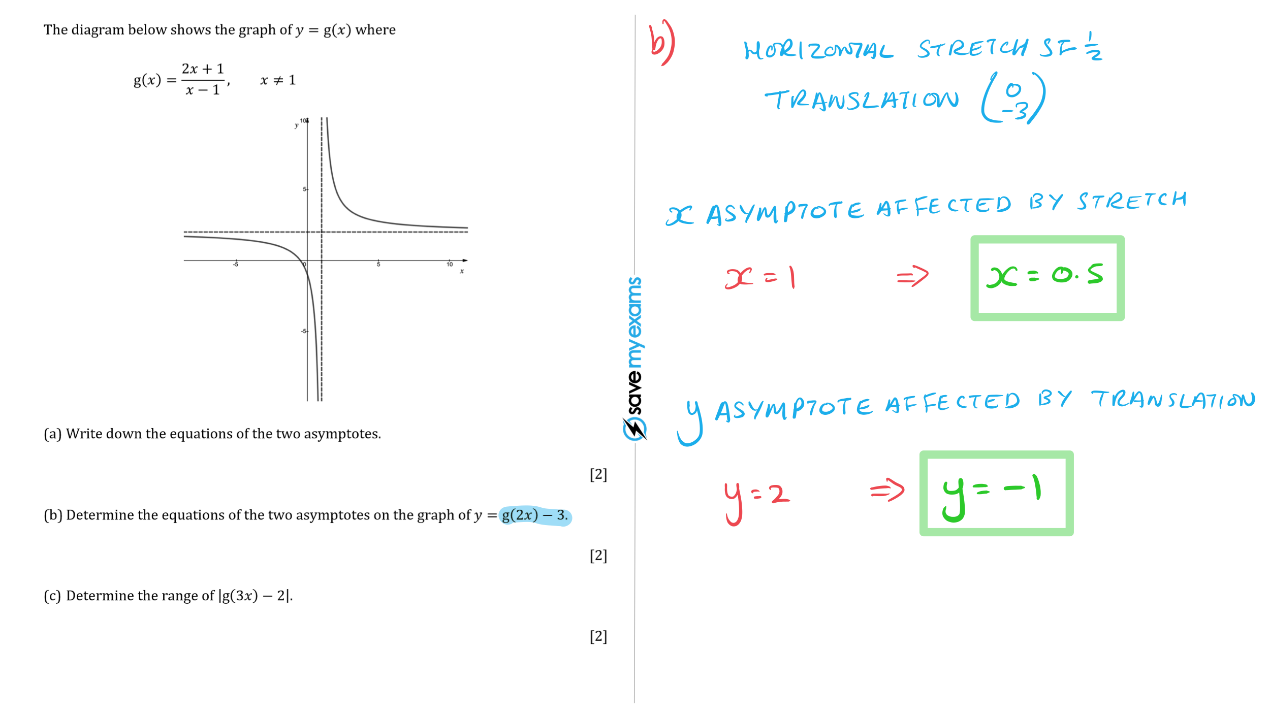 The diagram below shows the graph of y = g(x) where
g(x) = (2x + 1)/(x − 1), x ≠ 1
y
10
5
-5
0
5
10
x
-5
(a) Write down the equations of the two asymptotes.
[2]
(b) Determine the equations of the two asymptotes on the graph of y = g(2x) − 3.
[2]
(c) Determine the range of |g(3x) − 2|.
[2]
save my exams
b)
HORIZONTAL STRETCH SF 1/2
TRANSLATION (0 -3)
x ASYMPTOTE AFFECTED BY STRETCH
x = 1 ⇒ x = 0.5
y ASYMPTOTE AFFECTED BY TRANSLATION
y = 2 ⇒ y = -1